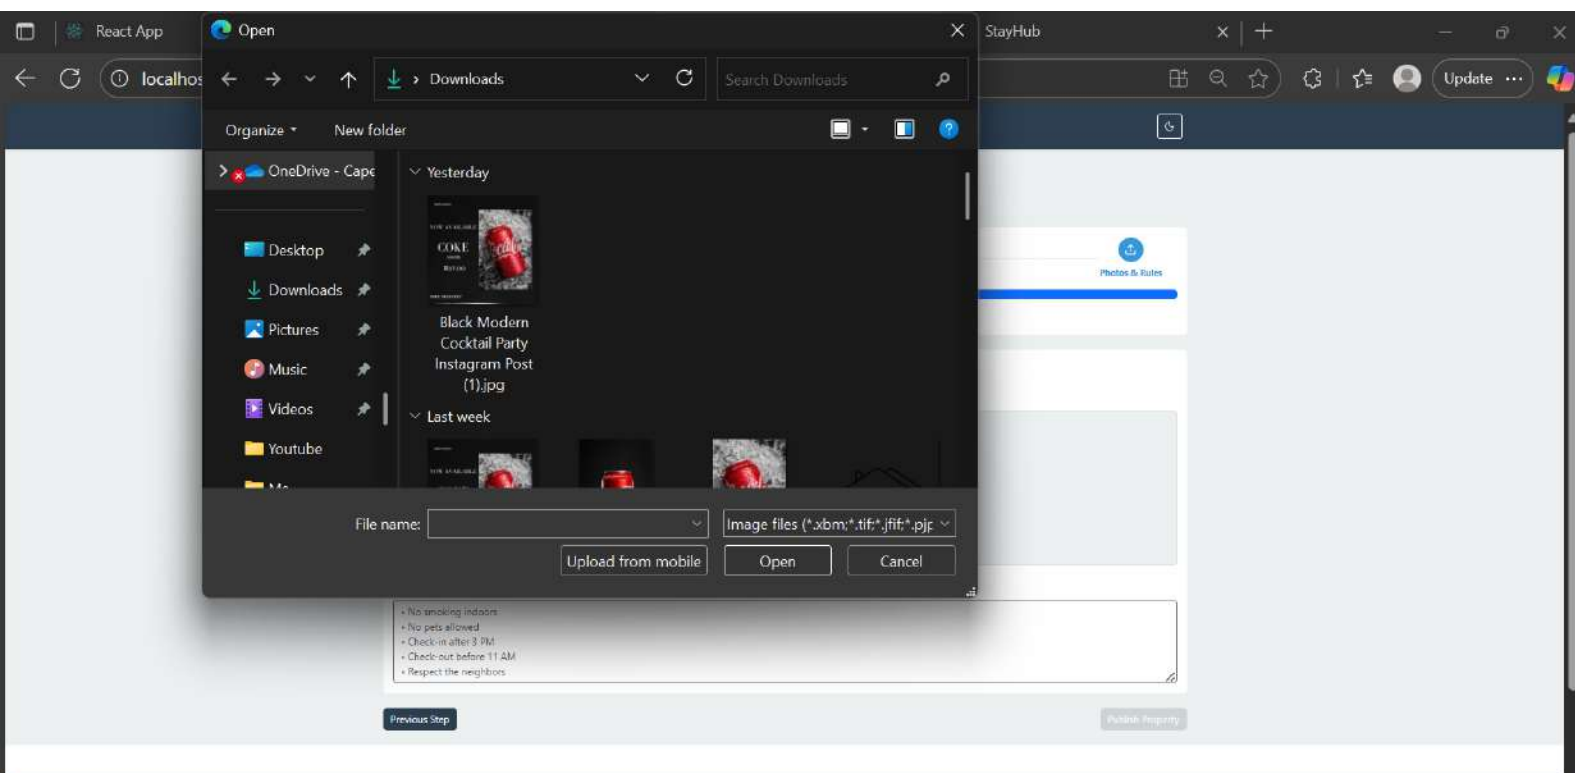 React App
Open
StayHub
localhos
Downloads
Search Downloads
Update
Organize
New folder
OneDrive - Cape
Yesterday
Desktop
Downloads
Pictures
Music
Videos
Youtube
COKE
Black Modern
Cocktail Party
Instagram Post
(1).jpg
Last week
Photos & Rules
File name:
Image files (*.xbm;*.tif;*.jfif;*.pjp
Upload from mobile
Open
Cancel
• No smoking indoors
• No pets allowed
• Check-in after 3 PM
• Check-out before 11 AM
• Respect the neighbors
Previous Step
Publish Property